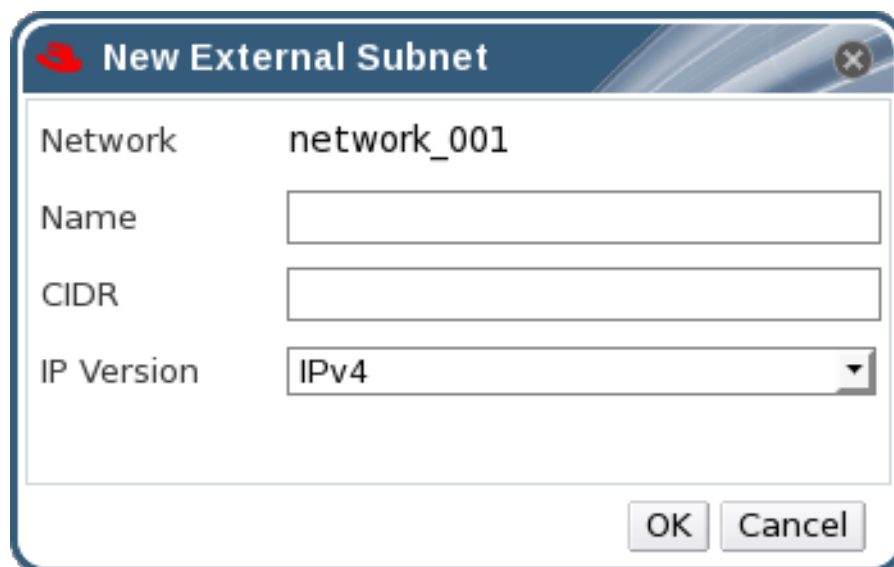 New External Subnet
Network network_001
Name
CIDR
IP Version IPv4
OK Cancel